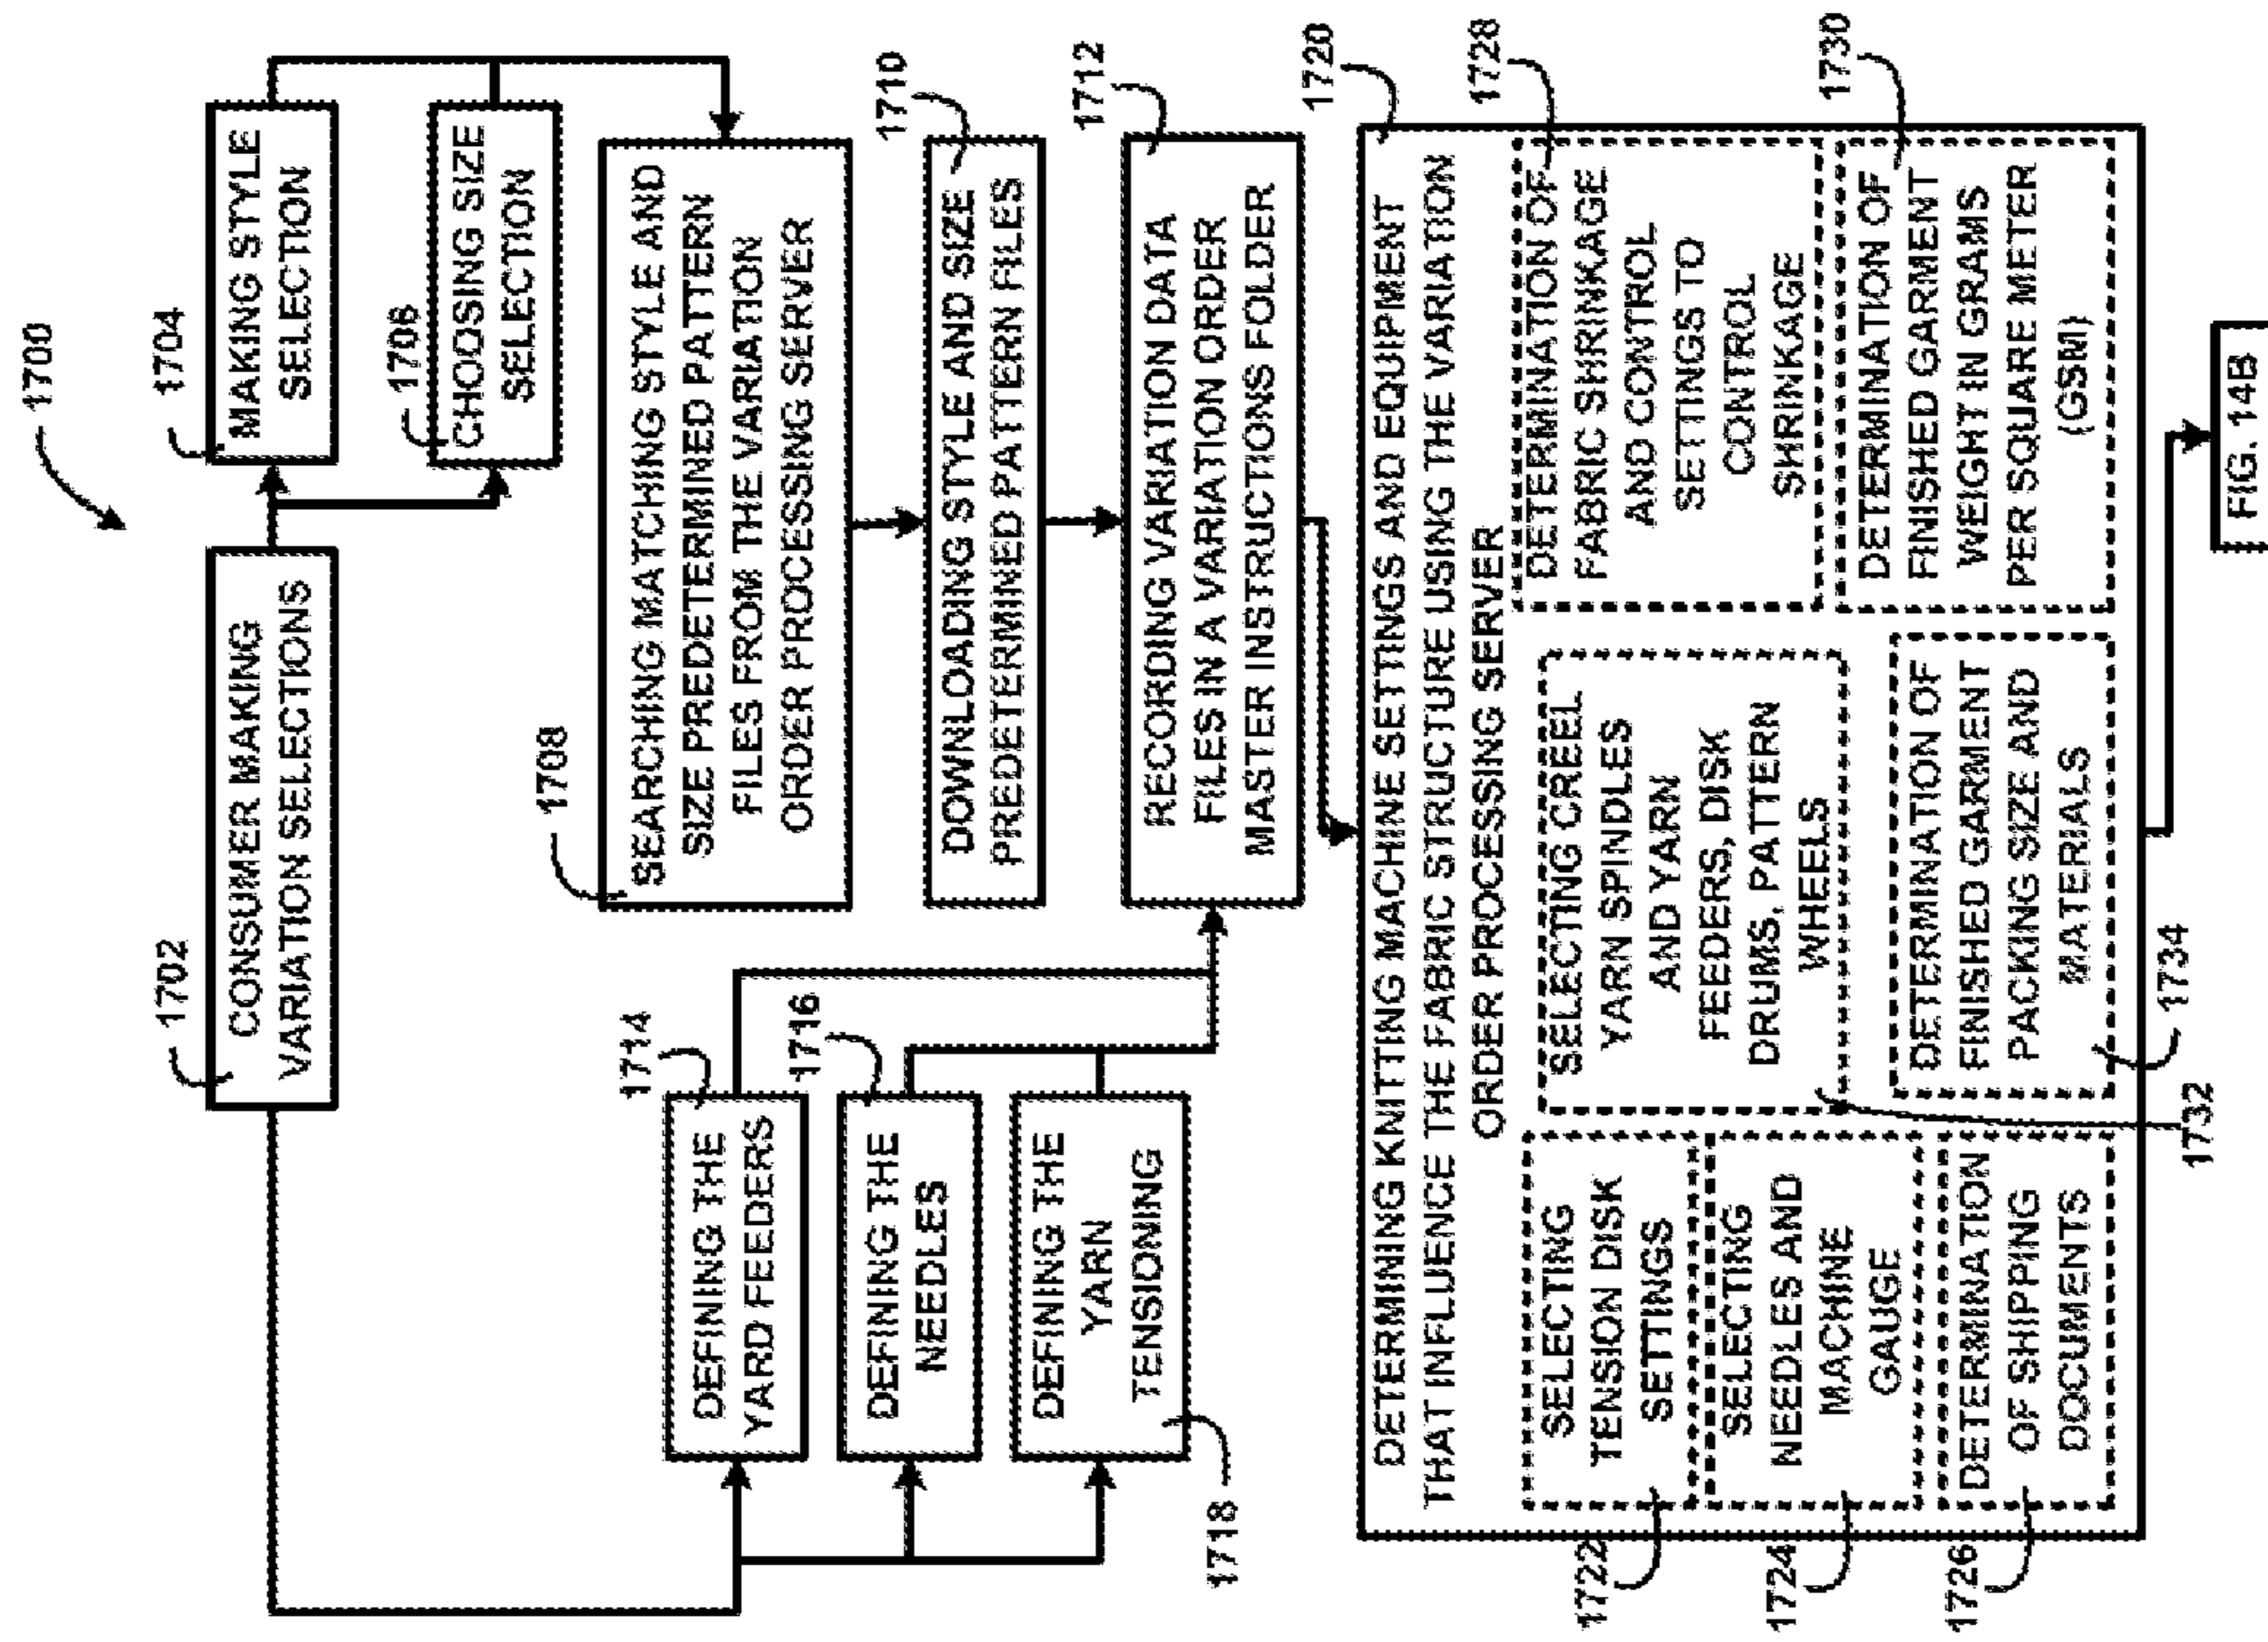 1700
1702
CONSUMER MAKING
VARIATION SELECTIONS
1704
MAKING STYLE
SELECTION
1706
CHOOSING SIZE
SELECTION
1708
SEARCHING MATCHING STYLE AND
SIZE PREDETERMINED PATTERN
FILES FROM THE VARIATION
ORDER PROCESSING SERVER
1710
DOWNLOADING STYLE AND SIZE
PREDETERMINED PATTERN FILES
1712
RECORDING VARIATION DATA
FILES IN A VARIATION ORDER
MASTER INSTRUCTIONS FOLDER
1714
DEFINING THE
YARD FEEDERS
1716
DEFINING THE
NEEDLES
DEFINING THE
YARN
TENSIONING
1718
1720
DETERMINING KNITTING MACHINE SETTINGS AND EQUIPMENT
THAT INFLUENCE THE FABRIC STRUCTURE USING THE VARIATION
ORDER PROCESSING SERVER
1722
SELECTING
TENSION DISK
SETTINGS
1724
SELECTING
NEEDLES AND
MACHINE
GAUGE
1726
DETERMINATION
OF SHIPPING
DOCUMENTS
SELECTING CREEL
YARN SPINDLES
AND YARN
FEEDERS, DISK
DRUMS, PATTERN
WHEELS
1732
DETERMINATION OF
FINISHED GARMENT
PACKING SIZE AND
MATERIALS
1734
1728
DETERMINATION OF
FABRIC SHRINKAGE
AND CONTROL
SETTINGS TO
CONTROL
SHRINKAGE
1730
DETERMINATION OF
FINISHED GARMENT
WEIGHT IN GRAMS
PER SQUARE METER
(GSM)
FIG. 14B